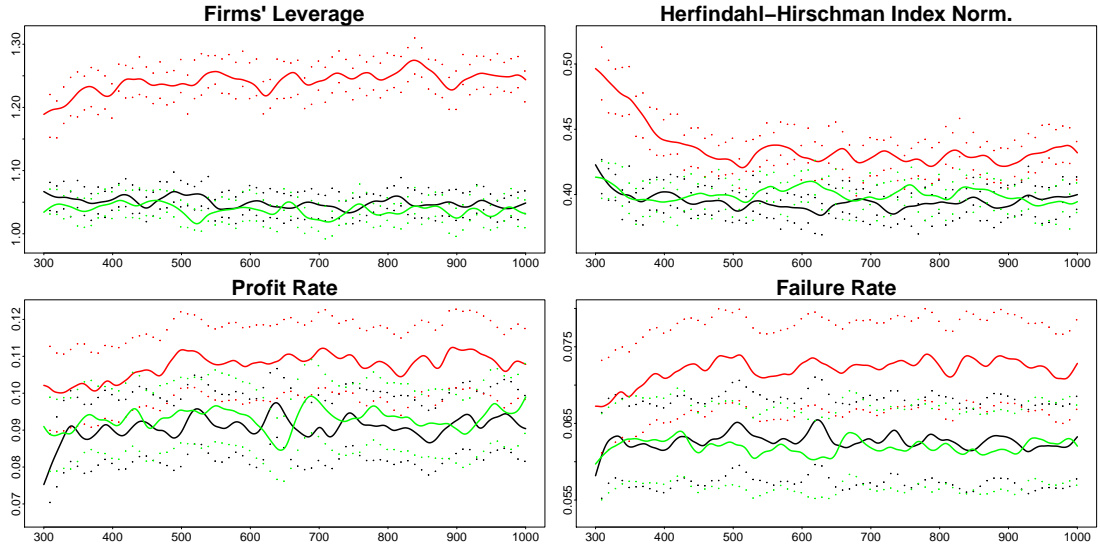 Firms' Leverage
1.30
1.20
1.10
1.00
300 400 500 600 700 800 900 1000
Herfindahl−Hirschman Index Norm.
0.50
0.45
0.40
300 400 500 600 700 800 900 1000
Profit Rate
0.12
0.11
0.10
0.09
0.08
0.07
300 400 500 600 700 800 900 1000
Failure Rate
0.075
0.065
0.055
300 400 500 600 700 800 900 1000